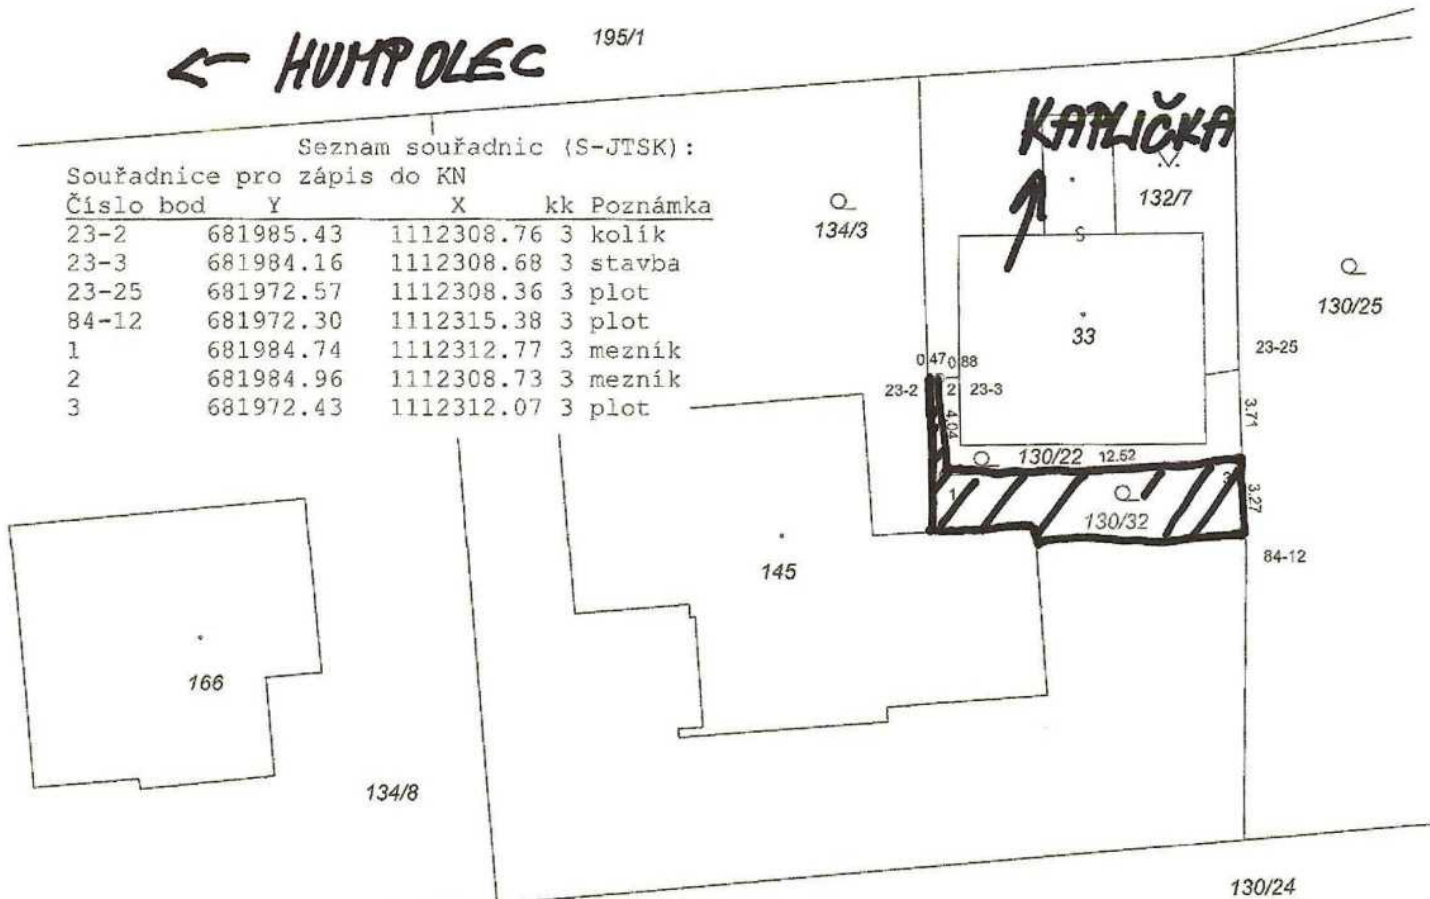 ← HUMPOLEC
195/1
KAPLIČKA
Seznam souřadnic (S-JTSK):
Souřadnice pro zápis do KN
Číslo bod Y X kk Poznámka
23-2 681985.43 1112308.76 3 kolík
23-3 681984.16 1112308.68 3 stavba
23-25 681972.57 1112308.36 3 plot
84-12 681972.30 1112315.38 3 plot
1 681984.74 1112312.77 3 mezník
2 681984.96 1112308.73 3 mezník
3 681972.43 1112312.07 3 plot
134/3
132/7
130/25
33
23-25
0.47 0.88
23-2 2 23-3
4.04
3.71
130/22 12.52
1
3
3.27
130/32
84-12
145
166
134/8
130/24